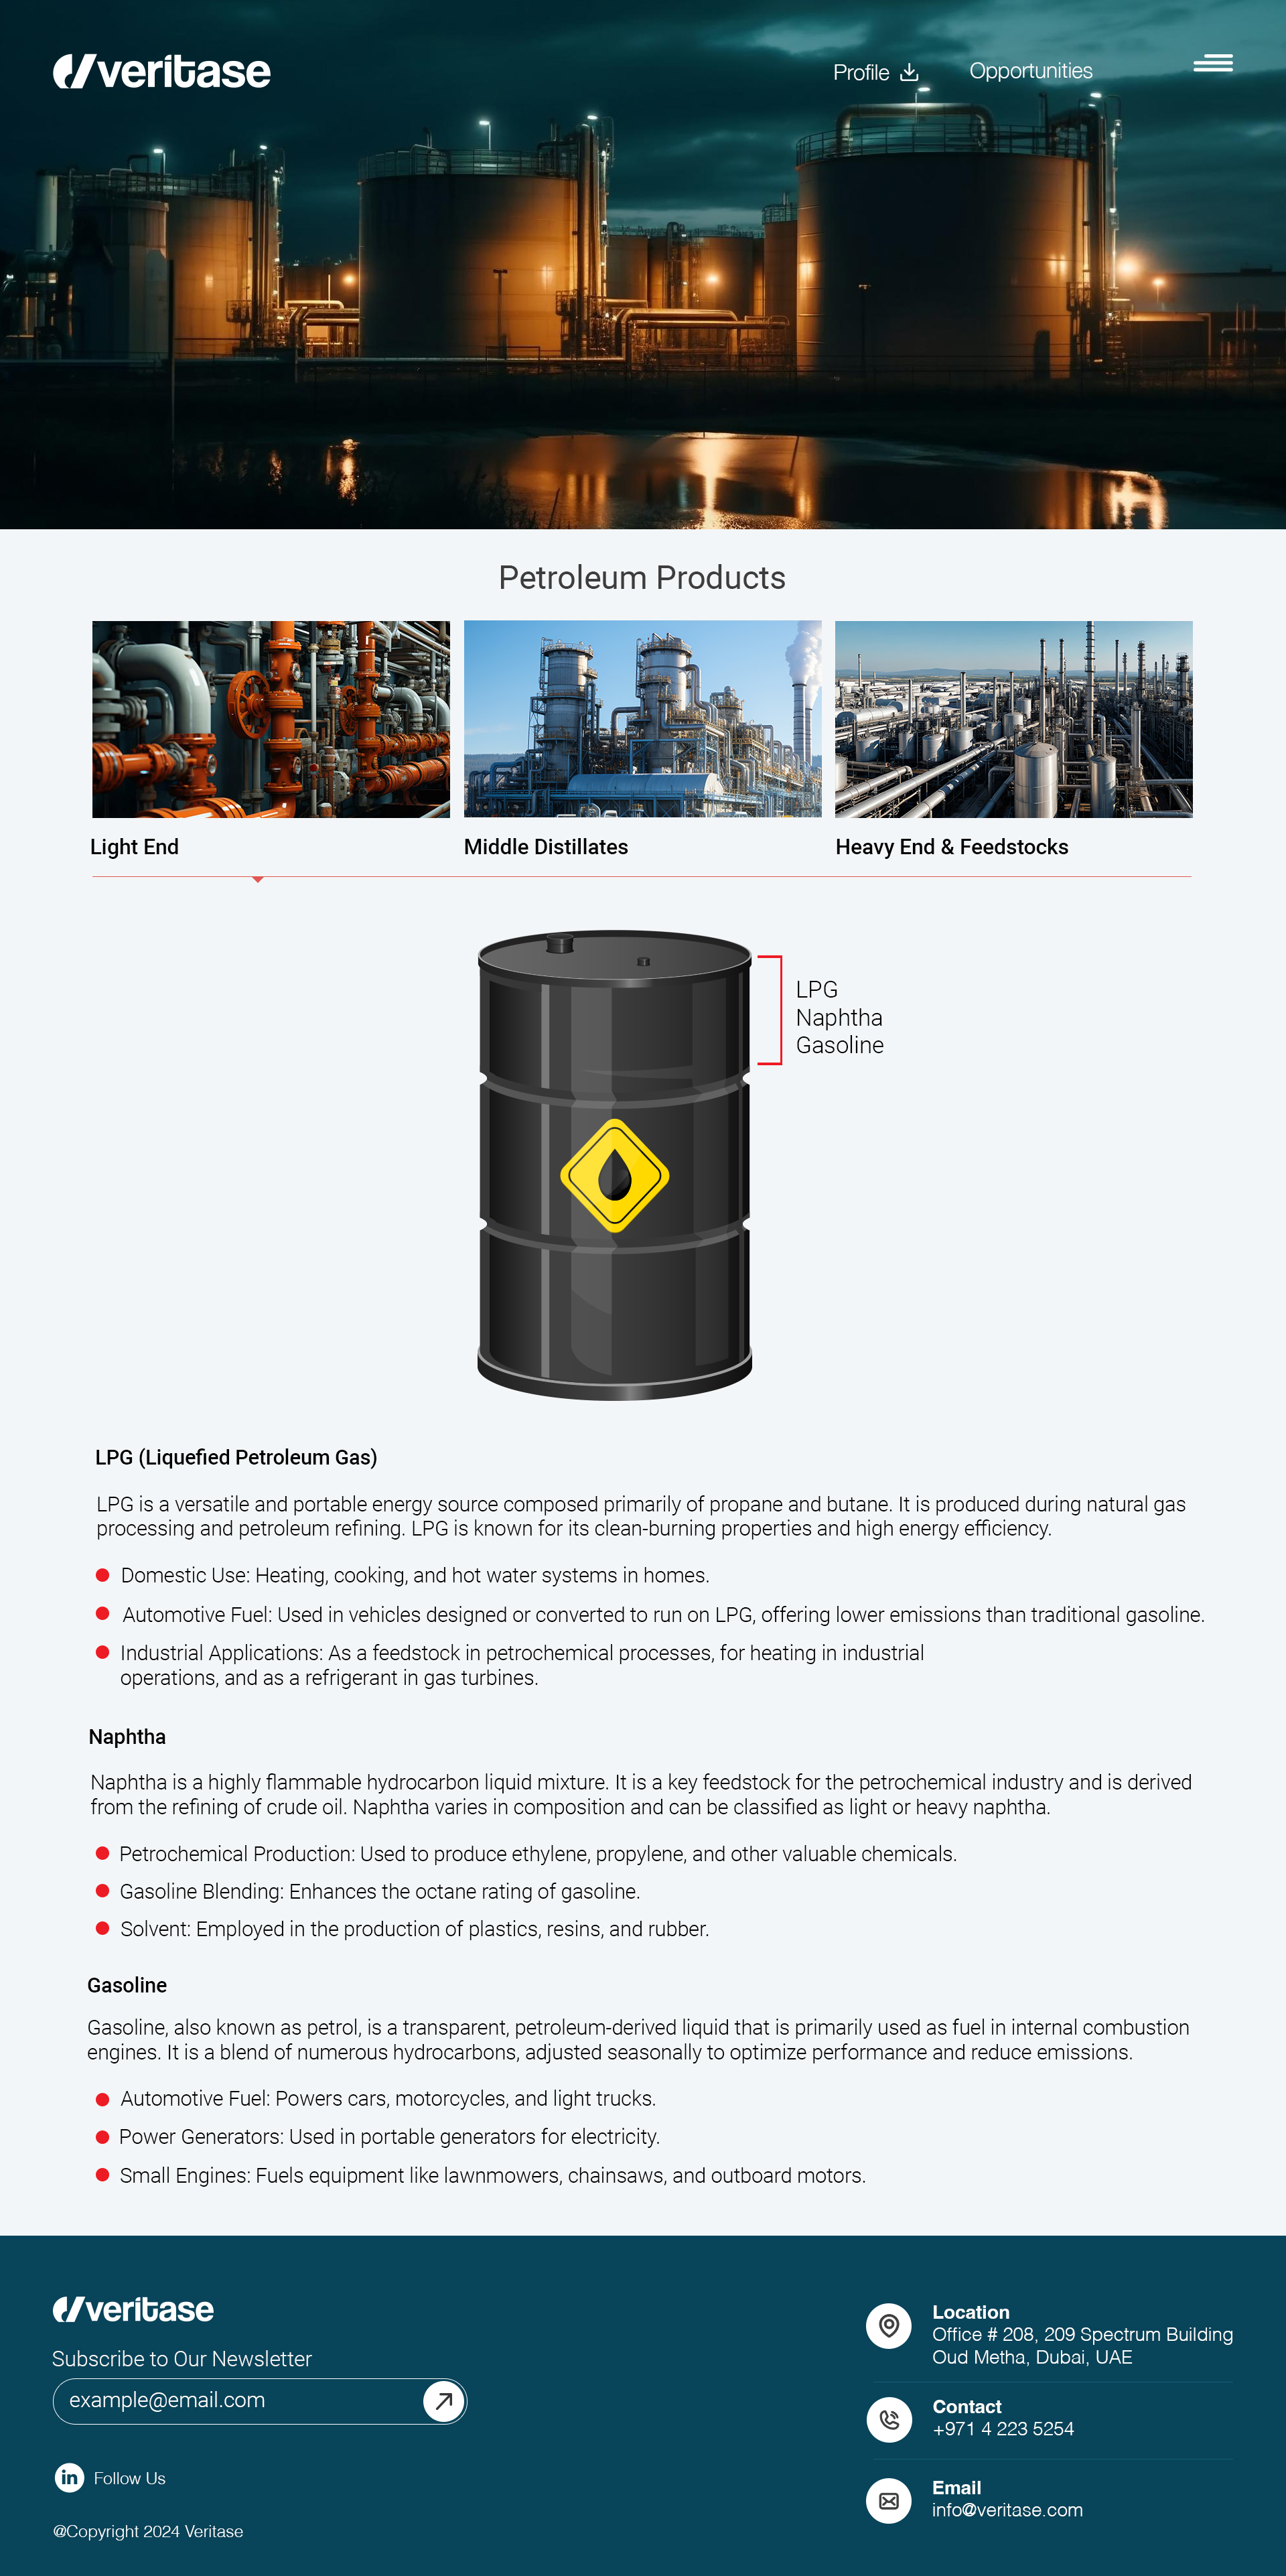 veritase
Profile
Opportunities
Petroleum Products
Light End
Middle Distillates
Heavy End & Feedstocks
LPG
Naphtha
Gasoline
LPG (Liquefied Petroleum Gas)
LPG is a versatile and portable energy source composed primarily of propane and butane. It is produced during natural gas
processing and petroleum refining. LPG is known for its clean-burning properties and high energy efficiency.
Domestic Use: Heating, cooking, and hot water systems in homes.
Automotive Fuel: Used in vehicles designed or converted to run on LPG, offering lower emissions than traditional gasoline.
Industrial Applications: As a feedstock in petrochemical processes, for heating in industrial
operations, and as a refrigerant in gas turbines.
Naphtha
Naphtha is a highly flammable hydrocarbon liquid mixture. It is a key feedstock for the petrochemical industry and is derived
from the refining of crude oil. Naphtha varies in composition and can be classified as light or heavy naphtha.
Petrochemical Production: Used to produce ethylene, propylene, and other valuable chemicals.
Gasoline Blending: Enhances the octane rating of gasoline.
Solvent: Employed in the production of plastics, resins, and rubber.
Gasoline
Gasoline, also known as petrol, is a transparent, petroleum-derived liquid that is primarily used as fuel in internal combustion
engines. It is a blend of numerous hydrocarbons, adjusted seasonally to optimize performance and reduce emissions.
Automotive Fuel: Powers cars, motorcycles, and light trucks.
Power Generators: Used in portable generators for electricity.
Small Engines: Fuels equipment like lawnmowers, chainsaws, and outboard motors.
veritase
Subscribe to Our Newsletter
example@email.com
in
Follow Us
@Copyright 2024 Veritase
Location
Office # 208, 209 Spectrum Building
Oud Metha, Dubai, UAE
Contact
+971 4 223 5254
Email
info@veritase.com